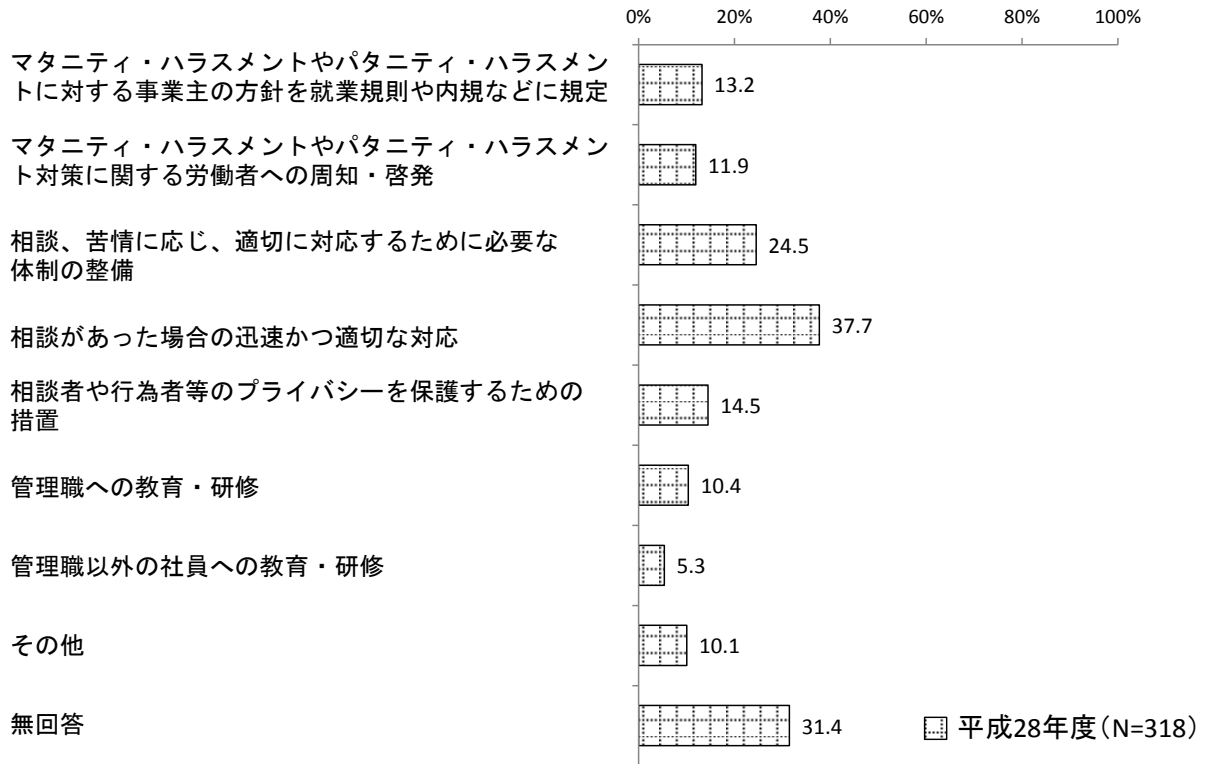 0% 20% 40% 60% 80% 100%
マタニティ・ハラスメントやパタニティ・ハラスメン
トに対する事業主の方針を就業規則や内規などに規定
13.2
マタニティ・ハラスメントやパタニティ・ハラスメン
ト対策に関する労働者への周知・啓発
11.9
相談、苦情に応じ、適切に対応するために必要な
体制の整備
24.5
相談があった場合の迅速かつ適切な対応
37.7
相談者や行為者等のプライバシーを保護するための
措置
14.5
管理職への教育・研修
10.4
管理職以外の社員への教育・研修
5.3
その他
10.1
無回答
31.4
平成28年度（N=318）